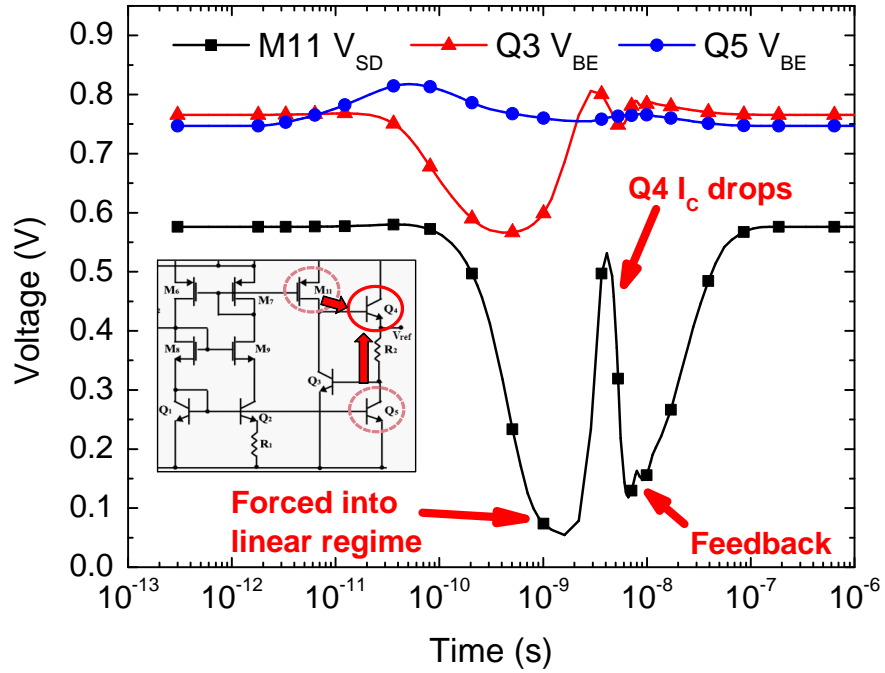 M11 V_SD Q3 V_BE Q5 V_BE
0.9
0.8
0.7
0.6
0.5
0.4
0.3
0.2
0.1
0.0
Voltage (V)
Q4 I_C drops
M6
M7
M11
Q4
Vref
M8
M9
R2
Q3
Q1
Q2
Q5
R1
Forced into
linear regime
Feedback
10^-13 10^-12 10^-11 10^-10 10^-9 10^-8 10^-7 10^-6
Time (s)